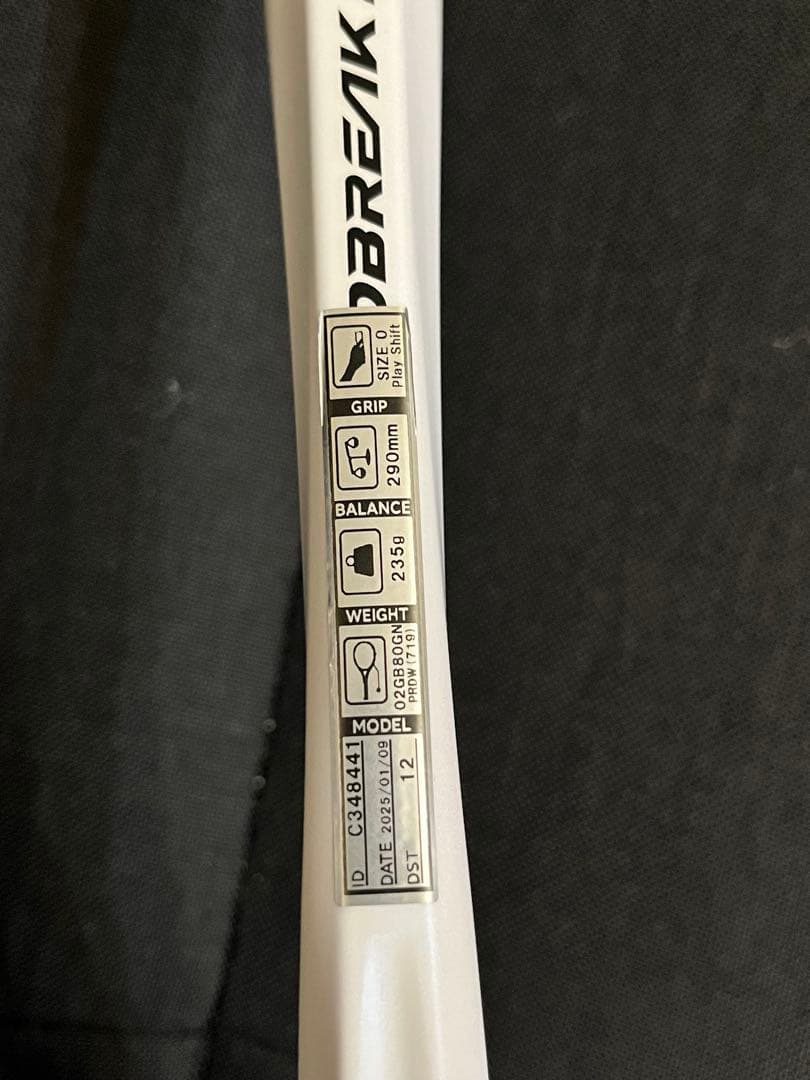 OBREAK
SIZE 0
Play Shift
GRIP
290mm
BALANCE
235g
WEIGHT
02GB80GN
PRDW(719)
MODEL
ID C348441
DATE 2025/01/09
DST 12